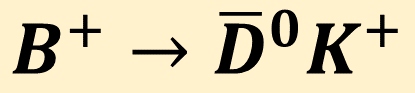 B⁺ → D̅⁰K⁺